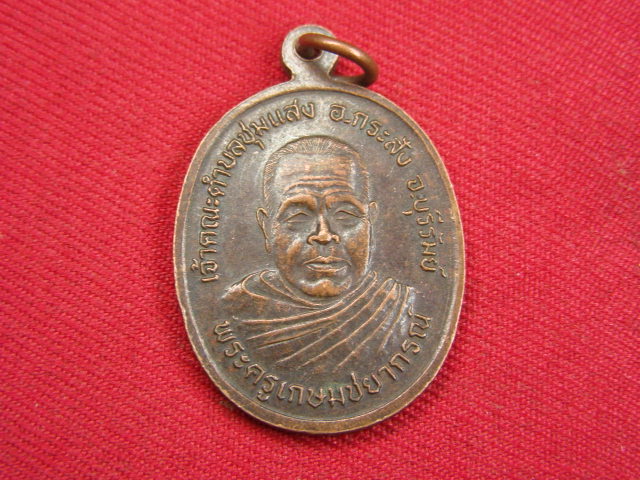 เจ้าคณะตำบลชุมแสง อ.กระสัง จ.บุรีรัมย์
พระครูเกษมชยากรณ์